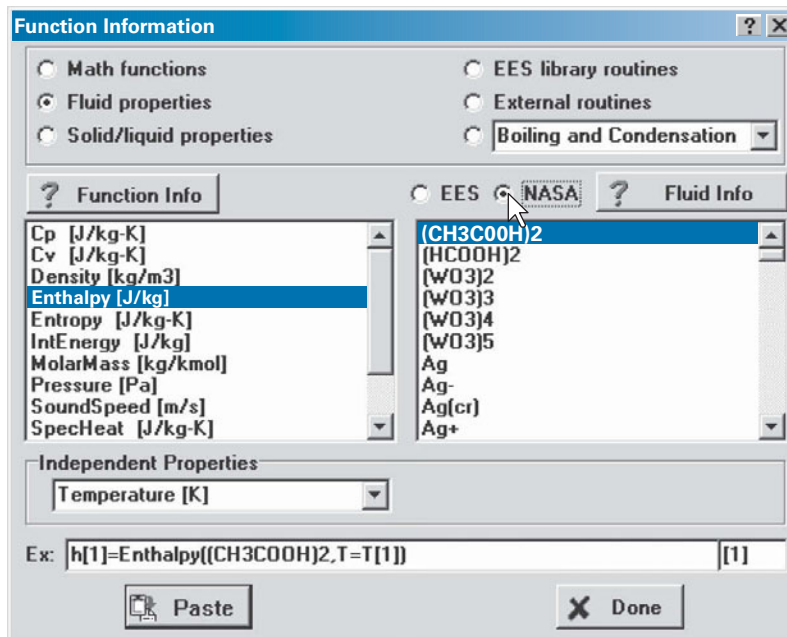 Function Information
Math functions
EES library routines
Fluid properties
External routines
Solid/liquid properties
Boiling and Condensation
? Function Info
EES
NASA
? Fluid Info
Cp [J/kg-K]
Cv [J/kg-K]
Density [kg/m3]
Enthalpy [J/kg]
Entropy [J/kg-K]
IntEnergy [J/kg]
MolarMass [kg/kmol]
Pressure [Pa]
SoundSpeed [m/s]
SpecHeat [J/kg-K]
(CH3COOH)2
(HCOOH)2
(WO3)2
(WO3)3
(WO3)4
(WO3)5
Ag
Ag-
Ag(cr)
Ag+
Independent Properties
Temperature [K]
Ex: h[1]=Enthalpy((CH3COOH)2,T=T[1]) [1]
Paste
Done